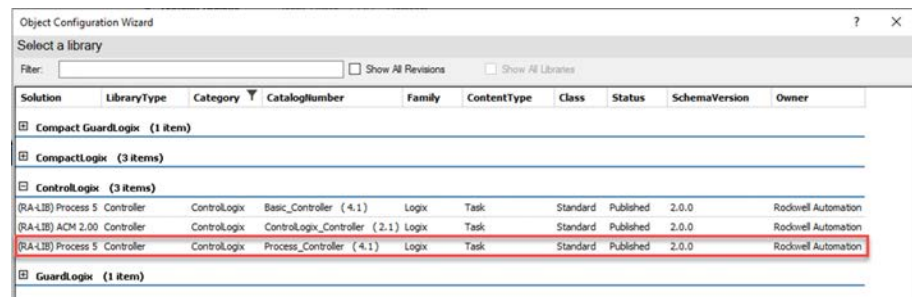 Object Configuration Wizard ? ×
Select a library
Filter: Show All Revisions Show All Libraries
Solution LibraryType Category CatalogNumber Family ContentType Class Status SchemaVersion Owner
Compact GuardLogix (1 item)
CompactLogix (3 items)
ControlLogix (3 items)
(RA-LIB) Process 5 Controller ControlLogix Basic_Controller (4.1) Logix Task Standard Published 2.0.0 Rockwell Automation
(RA-LIB) ACM 2.00 Controller ControlLogix ControlLogix_Controller (2.1) Logix Task Standard Published 2.0.0 Rockwell Automation
(RA-LIB) Process 5 Controller ControlLogix Process_Controller (4.1) Logix Task Standard Published 2.0.0 Rockwell Automation
GuardLogix (1 item)